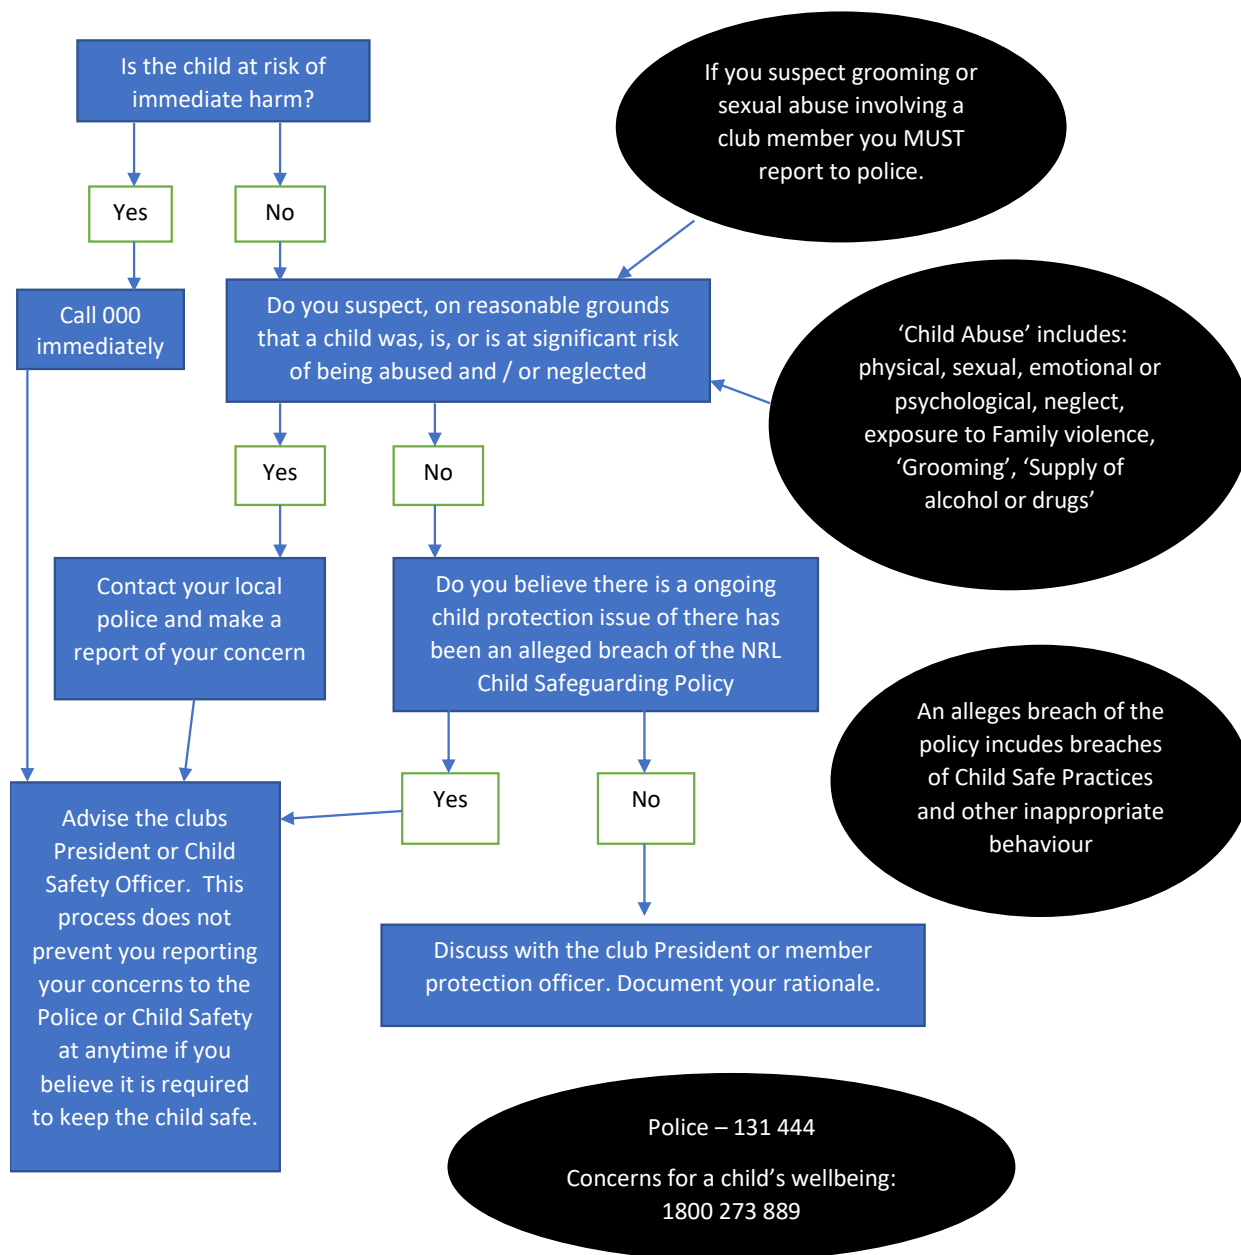 Is the child at risk of
immediate harm?
If you suspect grooming or
sexual abuse involving a
club member you MUST
report to police.
Yes
No
Call 000
immediately
Do you suspect, on reasonable grounds
that a child was, is, or is at significant risk
of being abused and / or neglected
‘Child Abuse’ includes:
physical, sexual, emotional or
psychological, neglect,
exposure to Family violence,
‘Grooming’, ‘Supply of
alcohol or drugs’
Yes
No
Contact your local
police and make a
report of your concern
Do you believe there is a ongoing
child protection issue of there has
been an alleged breach of the NRL
Child Safeguarding Policy
An alleges breach of the
policy incudes breaches
of Child Safe Practices
and other inappropriate
behaviour
Yes
No
Advise the clubs
President or Child
Safety Officer.  This
process does not
prevent you reporting
your concerns to the
Police or Child Safety
at anytime if you
believe it is required
to keep the child safe.
Discuss with the club President or member
protection officer. Document your rationale.
Police – 131 444
Concerns for a child’s wellbeing:
1800 273 889